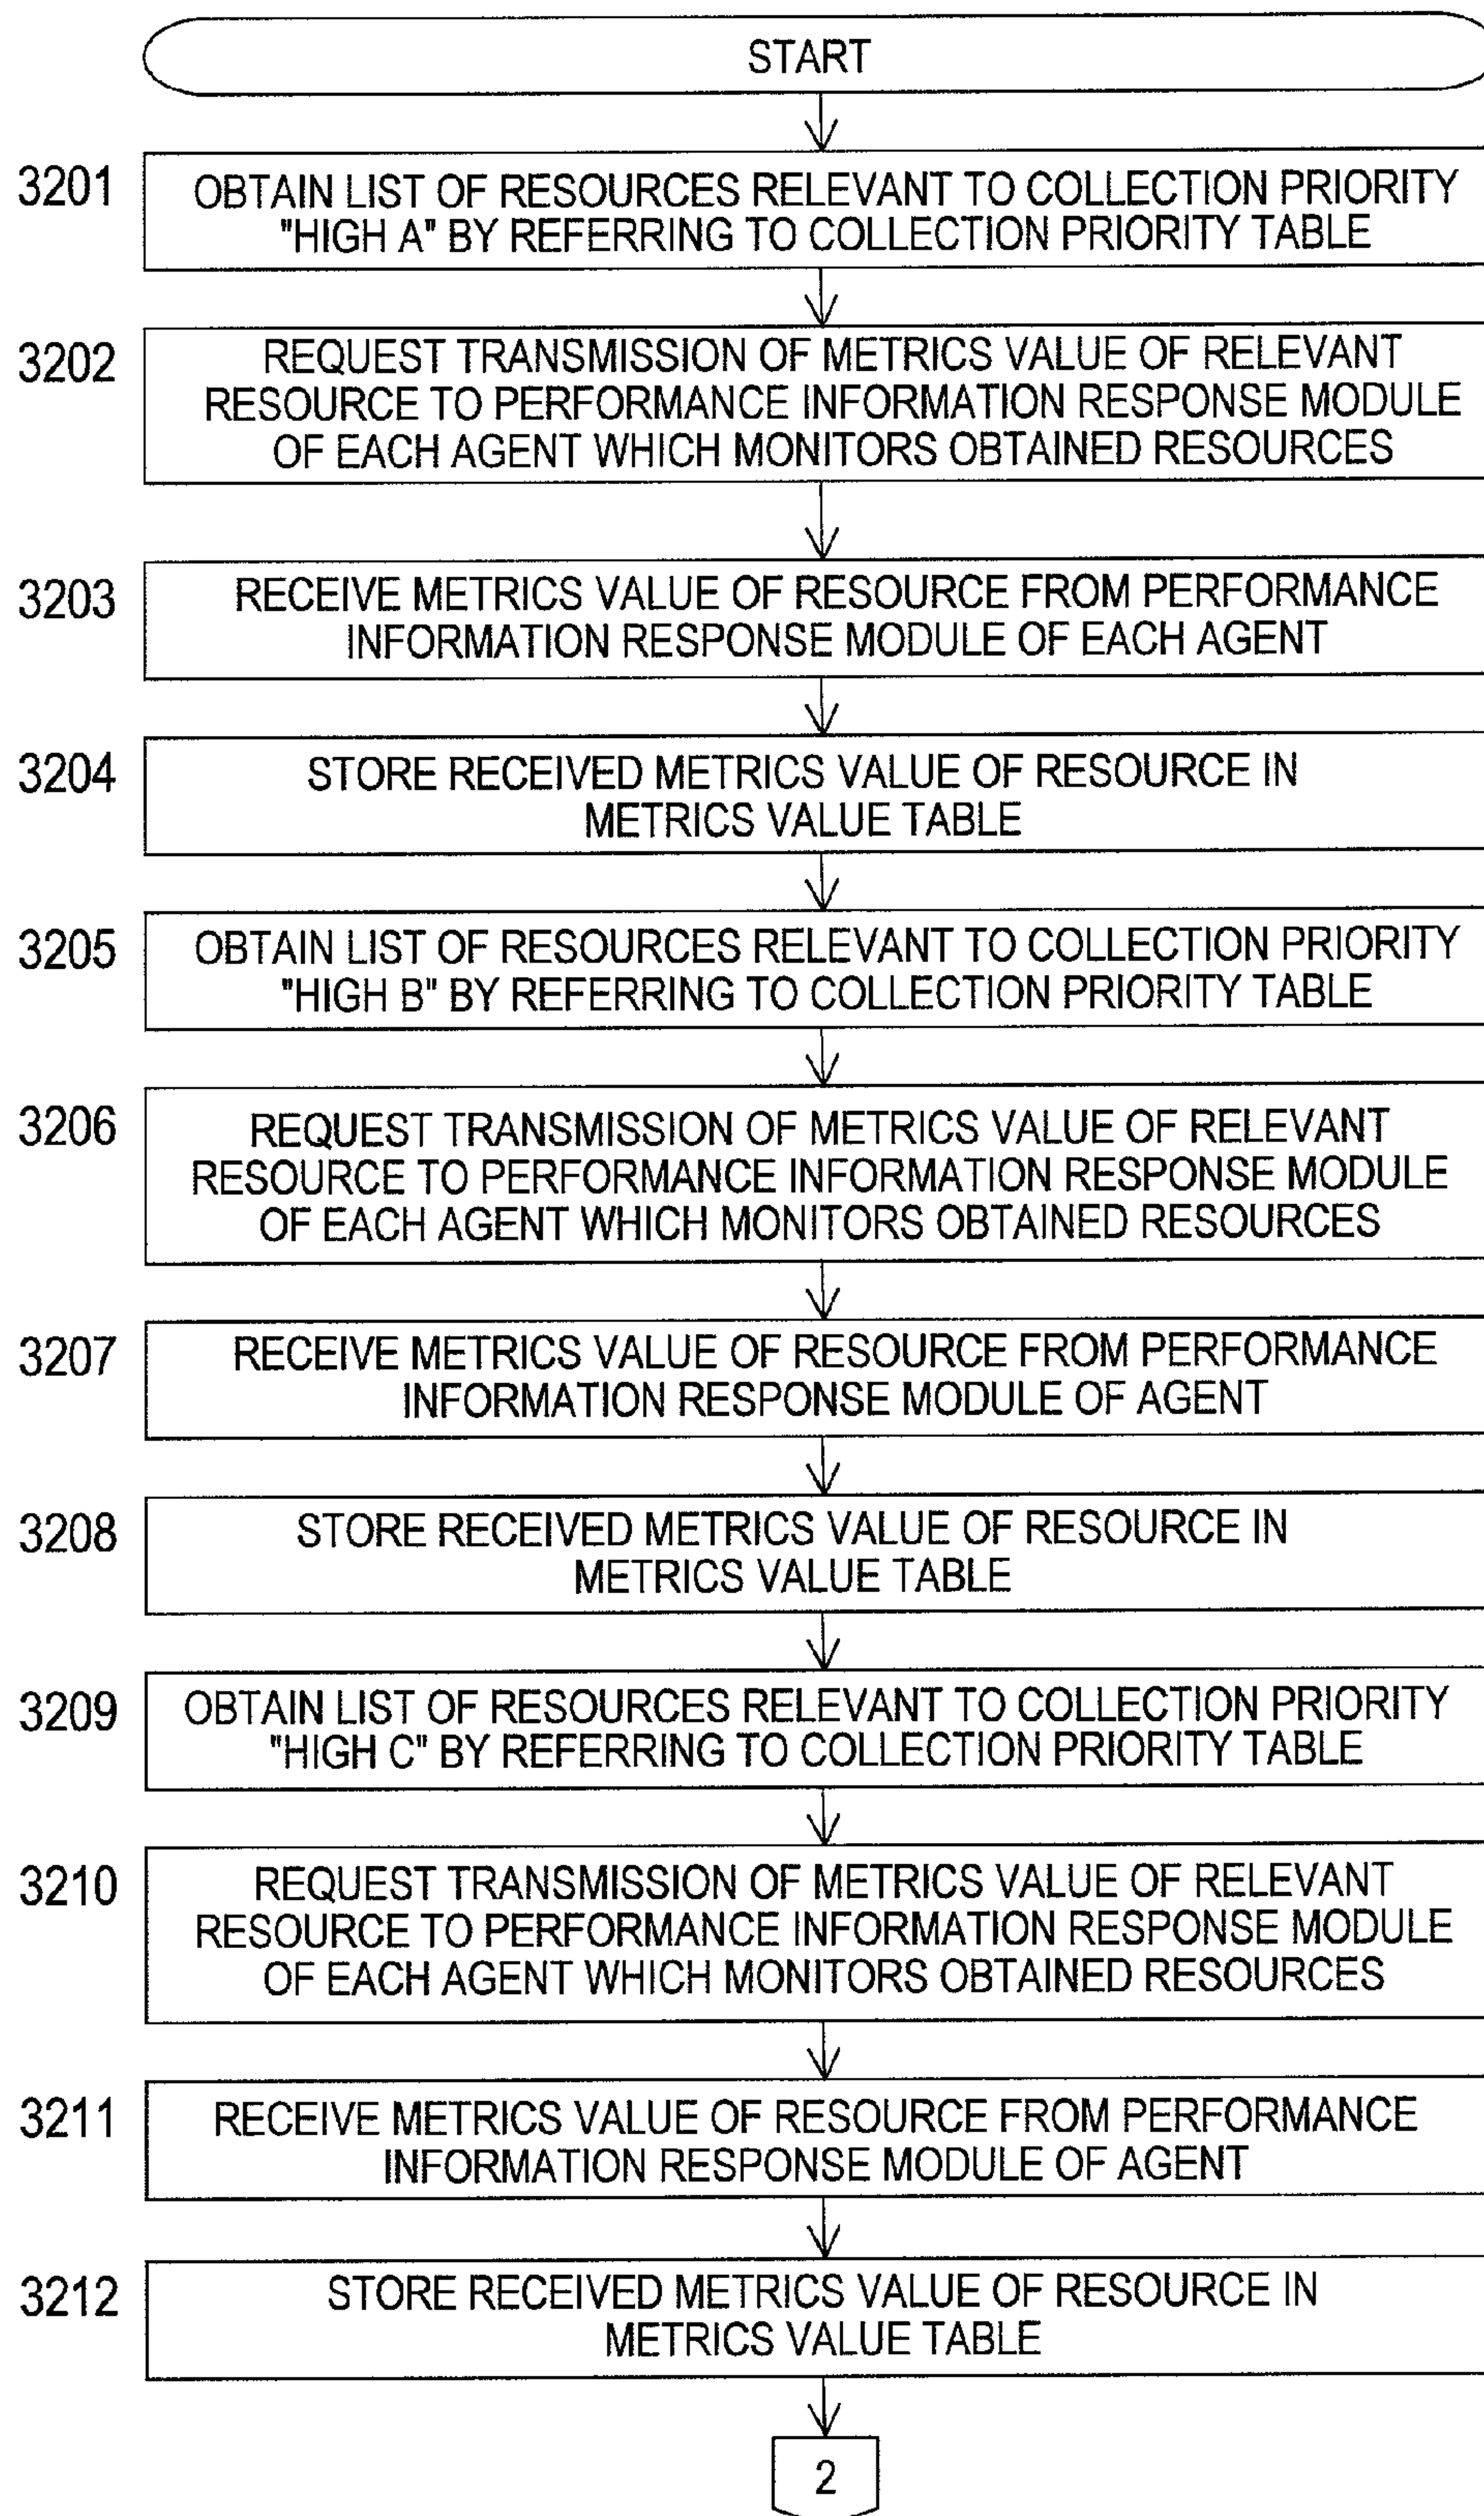 START
3201
OBTAIN LIST OF RESOURCES RELEVANT TO COLLECTION PRIORITY
"HIGH A" BY REFERRING TO COLLECTION PRIORITY TABLE
3202
REQUEST TRANSMISSION OF METRICS VALUE OF RELEVANT
RESOURCE TO PERFORMANCE INFORMATION RESPONSE MODULE
OF EACH AGENT WHICH MONITORS OBTAINED RESOURCES
3203
RECEIVE METRICS VALUE OF RESOURCE FROM PERFORMANCE
INFORMATION RESPONSE MODULE OF EACH AGENT
3204
STORE RECEIVED METRICS VALUE OF RESOURCE IN
METRICS VALUE TABLE
3205
OBTAIN LIST OF RESOURCES RELEVANT TO COLLECTION PRIORITY
"HIGH B" BY REFERRING TO COLLECTION PRIORITY TABLE
3206
REQUEST TRANSMISSION OF METRICS VALUE OF RELEVANT
RESOURCE TO PERFORMANCE INFORMATION RESPONSE MODULE
OF EACH AGENT WHICH MONITORS OBTAINED RESOURCES
3207
RECEIVE METRICS VALUE OF RESOURCE FROM PERFORMANCE
INFORMATION RESPONSE MODULE OF AGENT
3208
STORE RECEIVED METRICS VALUE OF RESOURCE IN
METRICS VALUE TABLE
3209
OBTAIN LIST OF RESOURCES RELEVANT TO COLLECTION PRIORITY
"HIGH C" BY REFERRING TO COLLECTION PRIORITY TABLE
3210
REQUEST TRANSMISSION OF METRICS VALUE OF RELEVANT
RESOURCE TO PERFORMANCE INFORMATION RESPONSE MODULE
OF EACH AGENT WHICH MONITORS OBTAINED RESOURCES
3211
RECEIVE METRICS VALUE OF RESOURCE FROM PERFORMANCE
INFORMATION RESPONSE MODULE OF AGENT
3212
STORE RECEIVED METRICS VALUE OF RESOURCE IN
METRICS VALUE TABLE
2